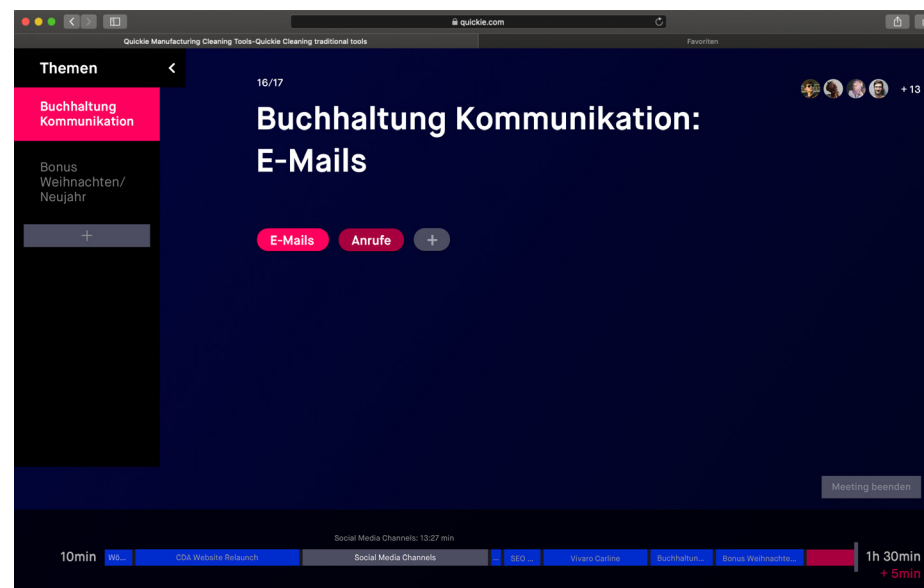 quickie.com
Quickie Manufacturing Cleaning Tools-Quickie Cleaning traditional tools
Favoriten
Themen
Buchhaltung
Kommunikation
Bonus
Weihnachten/
Neujahr
+
16/17
+ 13
Buchhaltung Kommunikation:
E-Mails
E-Mails Anrufe +
Meeting beenden
Social Media Channels: 13:27 min
10min Wö... CDA Website Relaunch Social Media Channels ... SEO ... Vivaro Carline Buchhaltun... Bonus Weihnachte... 1h 30min
+ 5min